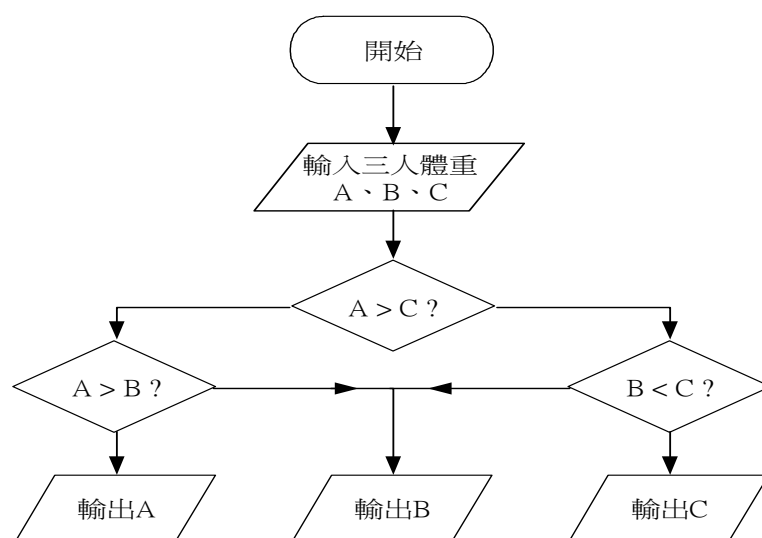 開始
輸入三人體重
A、B、C
A > C ?
A > B ?
B < C ?
輸出A
輸出B
輸出C